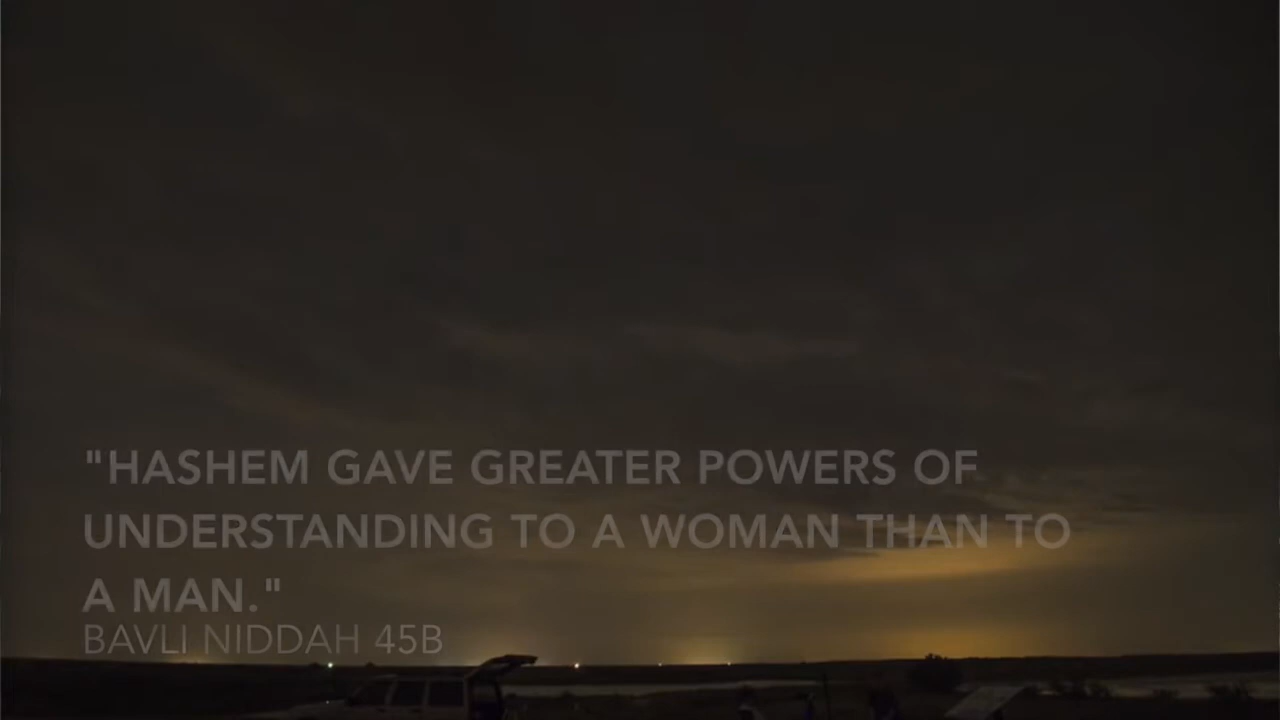 "HASHEM GAVE GREATER POWERS OF
UNDERSTANDING TO A WOMAN THAN TO
A MAN."
BAVLI NIDDAH 45B